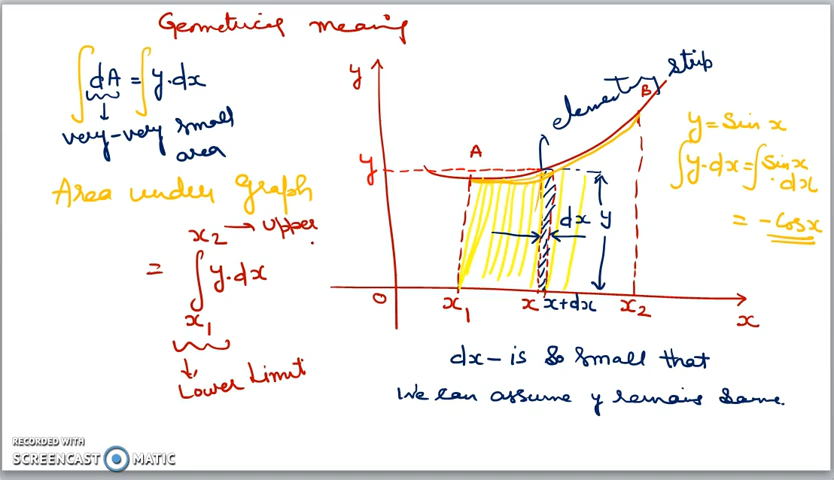 Geometrical meaning
∫dA = ∫y.dx
very-very small
area
Area under Graph
x2 → upper
= ∫ y.dx
x1
Lower Limit
y
elementry strip
B
A
y
dx
y
O
x1
x
x+dx
x2
x
y = Sin x
∫y.dx = ∫Sin x
dx
= -Cos x
dx - is so small that
We can assume y remain same.
RECORDED WITH
SCREENCAST MATIC